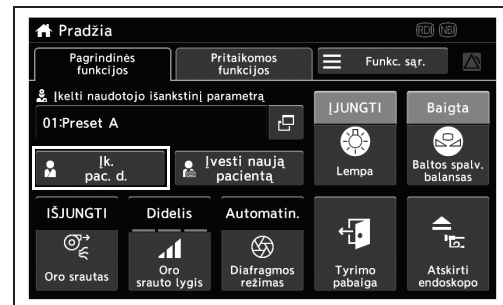 Pradžia
RDI NBI
Pagrindinės
funkcijos
Pritaikomos
funkcijos
Funkc. sąr.
Įkelti naudotojo išankstinį parametrą
01:Preset A
ĮJUNGTI
Lempa
Baigta
Baltos spalv.
balansas
Įk.
pac. d.
Įvesti naują
pacientą
IŠJUNGTI
Oro srautas
Didelis
Oro
srauto lygis
Automatin.
Diafragmos
režimas
Tyrimo
pabaiga
Atskirti
endoskopo